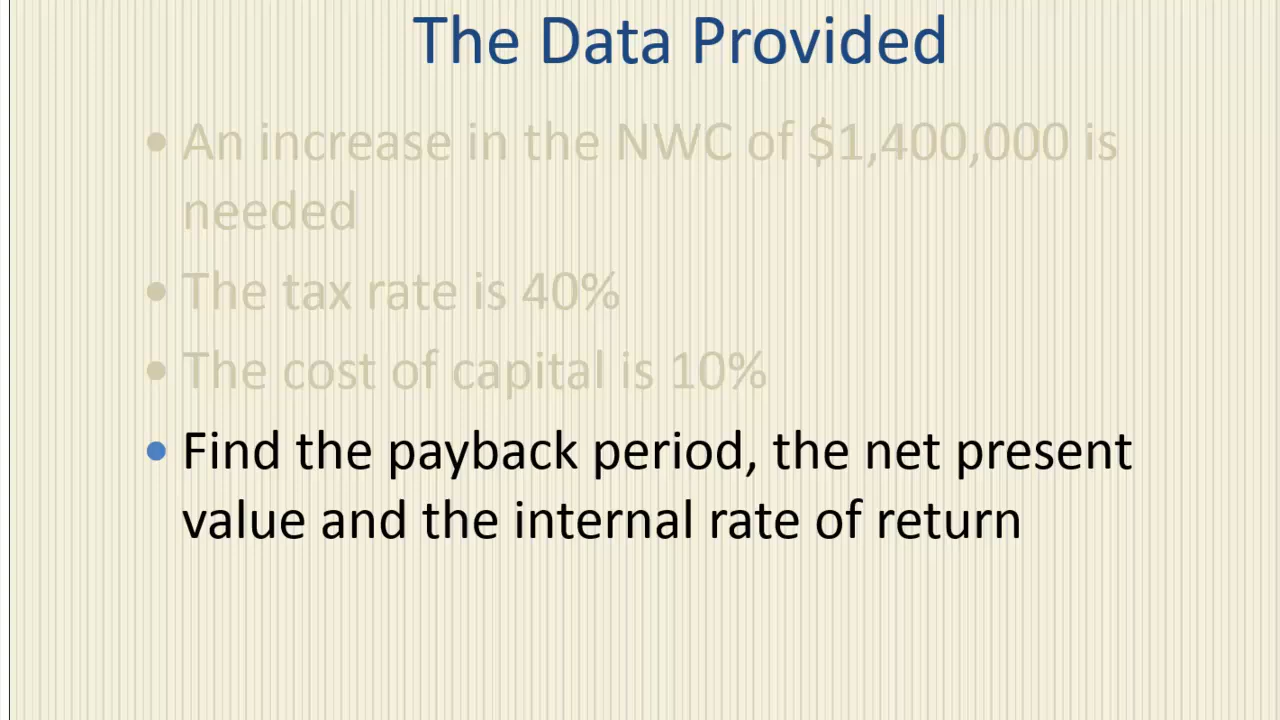 The Data Provided
• An increase in the NWC of $1,400,000 is
needed
• The tax rate is 40%
• The cost of capital is 10%
• Find the payback period, the net present
value and the internal rate of return